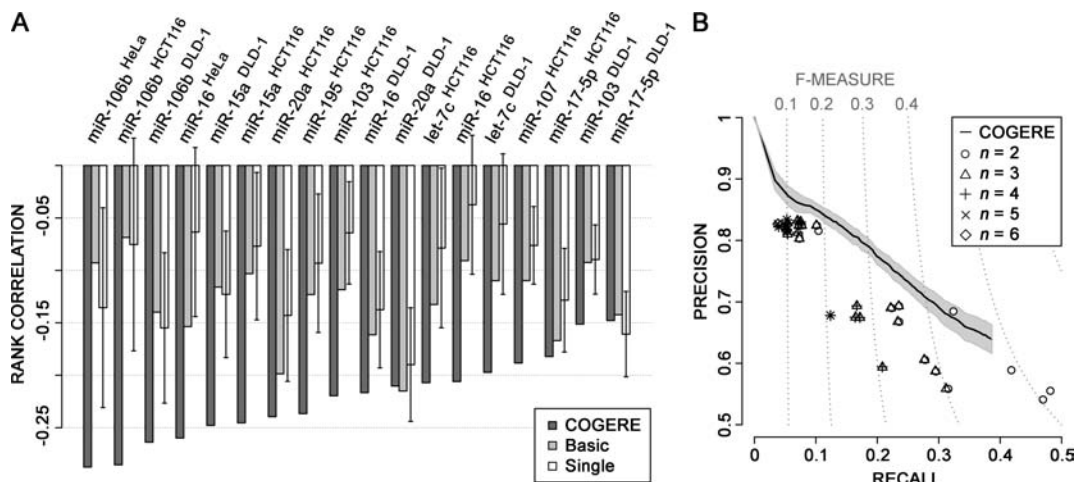 A
miR-106b HeLa
miR-106b HCT116
miR-106b DLD-1
miR-16 HeLa
miR-15a DLD-1
miR-15a HCT116
miR-20a HCT116
miR-195 HCT116
miR-103 HCT116
miR-16 DLD-1
miR-20a DLD-1
let-7c HCT116
miR-16 HCT116
let-7c DLD-1
miR-107 HCT116
miR-17-5p HCT116
miR-103 DLD-1
miR-17-5p DLD-1
RANK CORRELATION
-0.05
-0.15
-0.25
COGERE
Basic
Single
B
F-MEASURE
0.1 0.2 0.3 0.4
COGERE
n = 2
n = 3
n = 4
n = 5
n = 6
PRECISION
1
0.9
0.8
0.7
0.6
0.5
0 0.1 0.2 0.3 0.4 0.5
RECALL